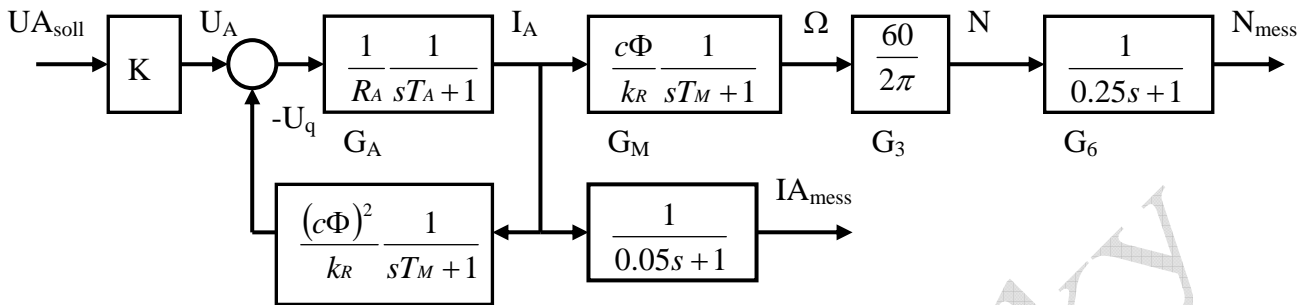 UA_soll U_A I_A Ω N N_mess
K
1/R_A 1/(sT_A + 1)
cΦ/k_R 1/(sT_M + 1)
60/2π
1/(0.25s + 1)
-U_q
G_A G_M G_3 G_6
IA_mess
(cΦ)²/k_R 1/(sT_M + 1)
1/(0.05s + 1)